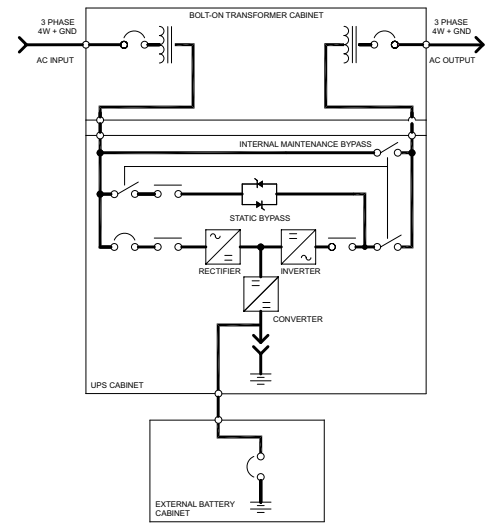 BOLT-ON TRANSFORMER CABINET
3 PHASE
4W + GND
AC INPUT
3 PHASE
4W + GND
AC OUTPUT
INTERNAL MAINTENANCE BYPASS
STATIC BYPASS
RECTIFIER
INVERTER
CONVERTER
UPS CABINET
EXTERNAL BATTERY
CABINET